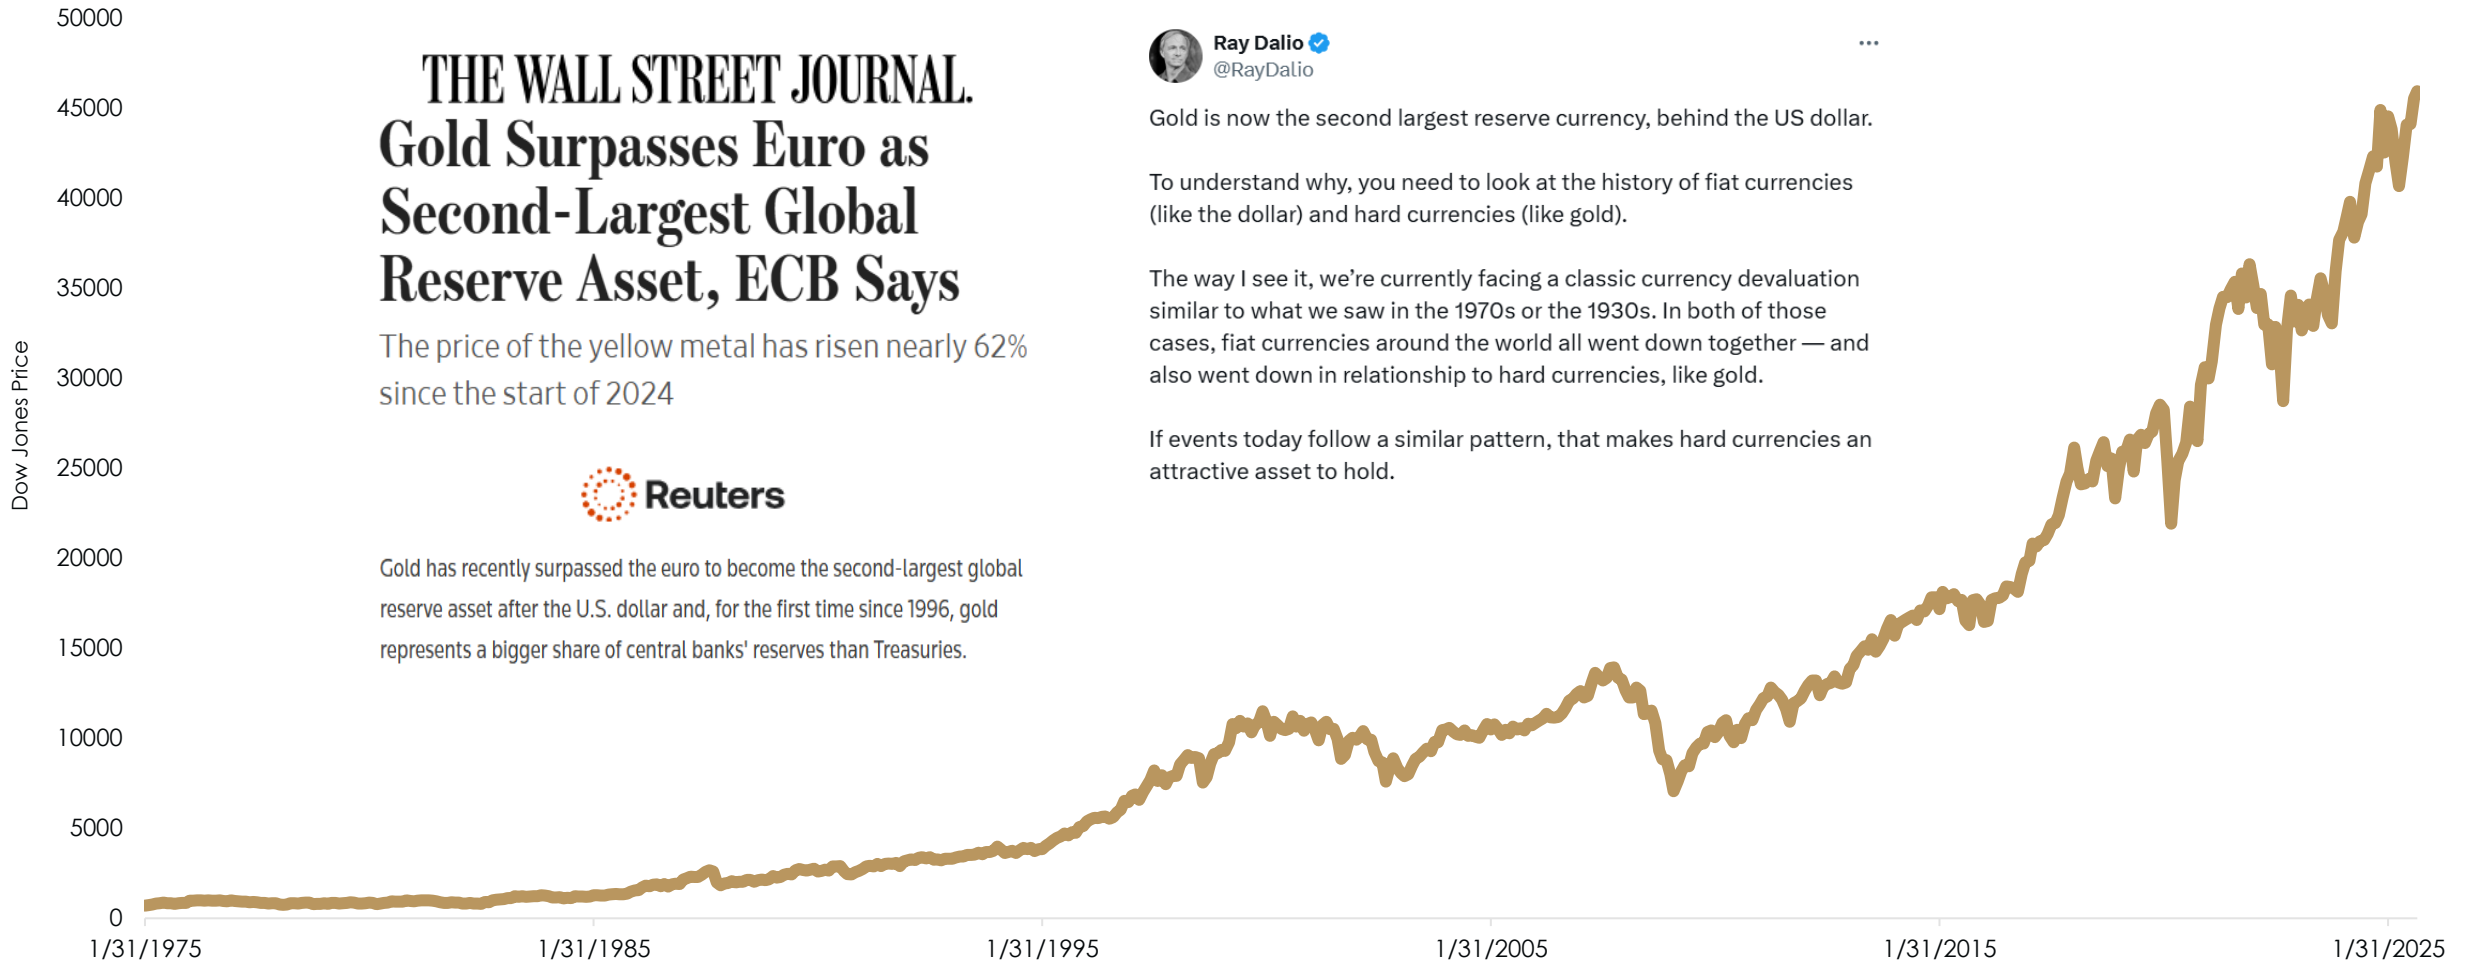 50000
45000
40000
35000
30000
25000
20000
15000
10000
5000
0
Dow Jones Price
THE WALL STREET JOURNAL.
Gold Surpasses Euro as
Second-Largest Global
Reserve Asset, ECB Says
The price of the yellow metal has risen nearly 62%
since the start of 2024
Reuters
Gold has recently surpassed the euro to become the second-largest global
reserve asset after the U.S. dollar and, for the first time since 1996, gold
represents a bigger share of central banks' reserves than Treasuries.
Ray Dalio
@RayDalio
Gold is now the second largest reserve currency, behind the US dollar.
To understand why, you need to look at the history of fiat currencies
(like the dollar) and hard currencies (like gold).
The way I see it, we’re currently facing a classic currency devaluation
similar to what we saw in the 1970s or the 1930s. In both of those
cases, fiat currencies around the world all went down together — and
also went down in relationship to hard currencies, like gold.
If events today follow a similar pattern, that makes hard currencies an
attractive asset to hold.
1/31/1975
1/31/1985
1/31/1995
1/31/2005
1/31/2015
1/31/2025